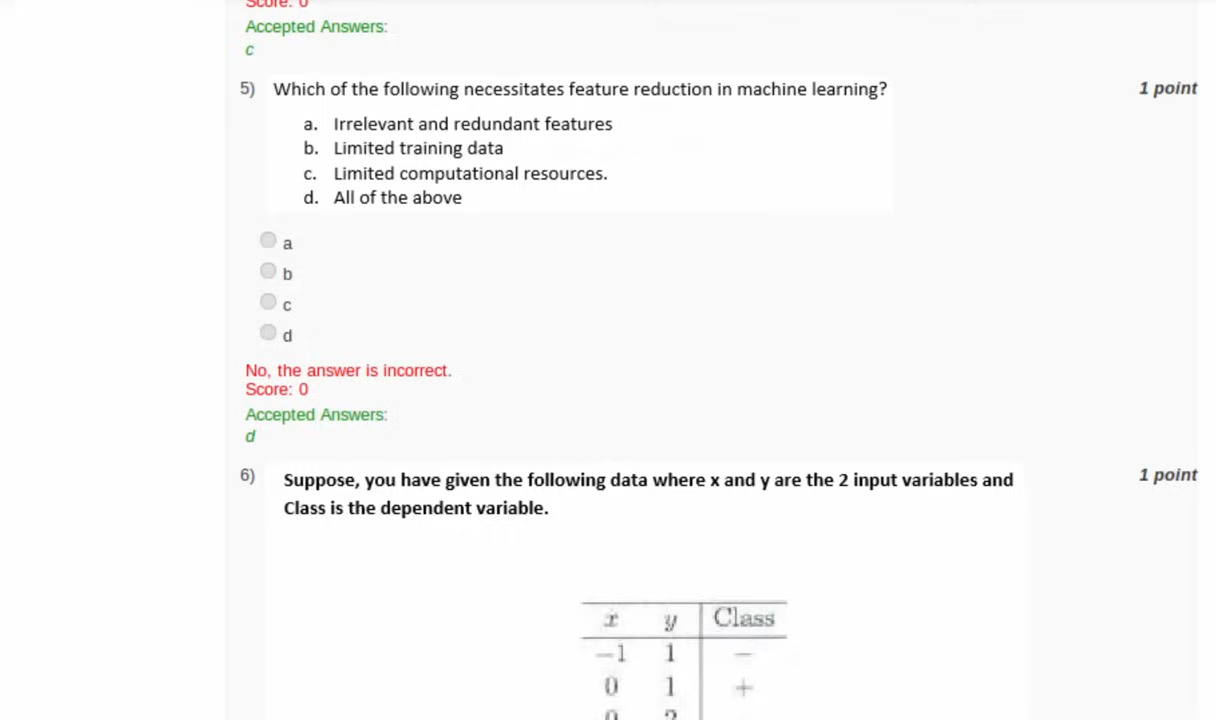 Score: 0
Accepted Answers:
c
5) Which of the following necessitates feature reduction in machine learning? 1 point
a. Irrelevant and redundant features
b. Limited training data
c. Limited computational resources.
d. All of the above
a
b
c
d
No, the answer is incorrect.
Score: 0
Accepted Answers:
d
6) Suppose, you have given the following data where x and y are the 2 input variables and 1 point
Class is the dependent variable.
x y Class
−1 1 −
0 1 +